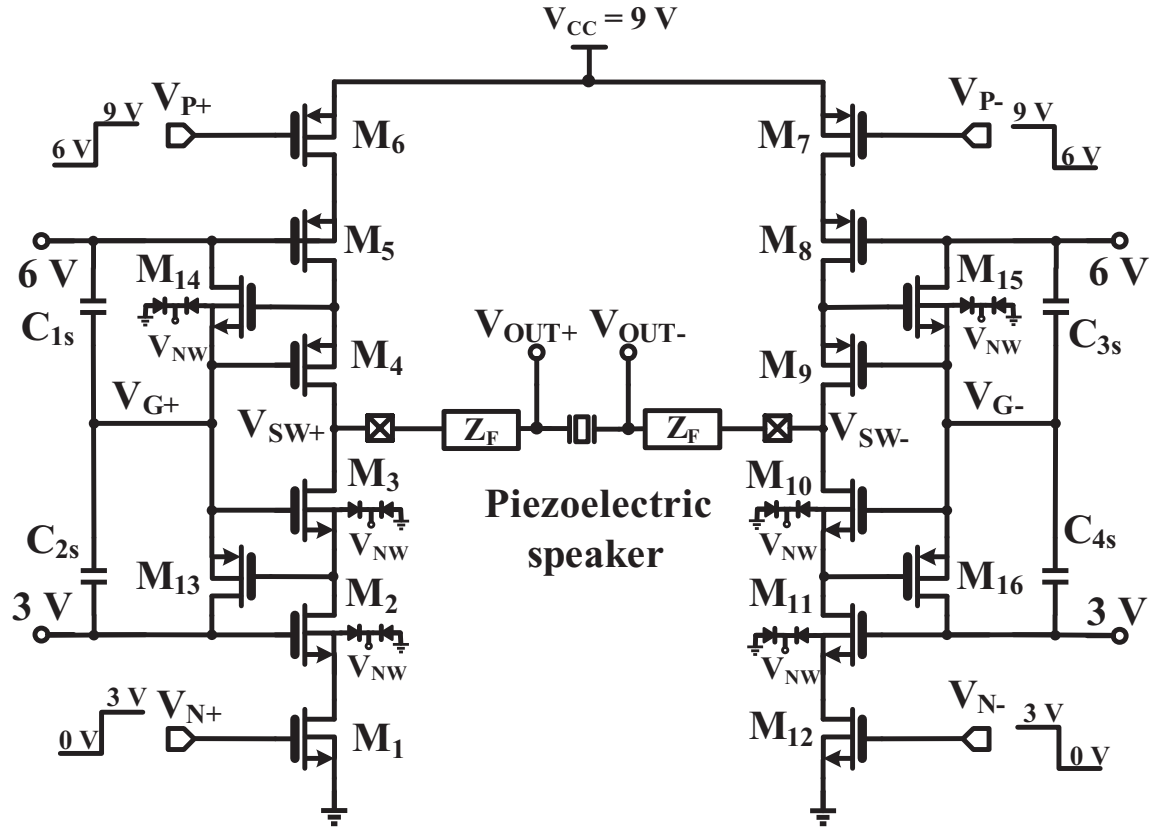 V_CC = 9 V
V_P+
9 V
6 V
M_6
M_7
V_P-
9 V
6 V
6 V
M_5
M_8
6 V
M_14
V_NW
C_1s
M_4
M_9
M_15
V_NW
C_3s
V_G+
V_SW+
V_OUT+
V_OUT-
Z_F
Z_F
V_SW-
V_G-
M_3
V_NW
Piezoelectric
speaker
M_10
V_NW
C_2s
M_13
M_16
C_4s
3 V
M_2
V_NW
M_11
V_NW
3 V
V_N+
3 V
0 V
M_1
M_12
V_N-
3 V
0 V